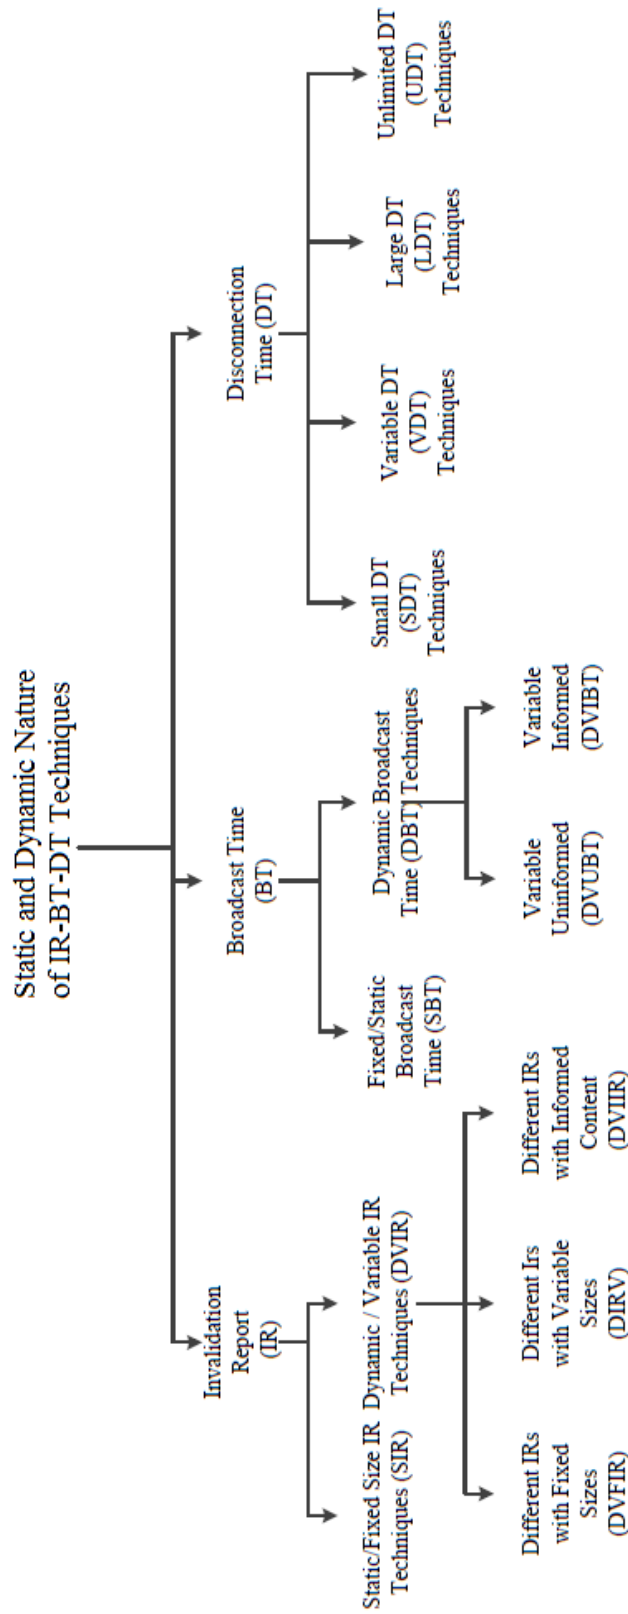 Static and Dynamic Nature
of IR-BT-DT Techniques
Invalidation
Report
(IR)
Broadcast Time
(BT)
Disconnection
Time (DT)
Static/Fixed Size IR
Techniques (SIR)
Dynamic / Variable IR
Techniques (DVIR)
Fixed/Static
Broadcast
Time (SBT)
Dynamic Broadcast
Time (DBT) Techniques
Small DT
(SDT)
Techniques
Variable DT
(VDT)
Techniques
Large DT
(LDT)
Techniques
Unlimited DT
(UDT)
Techniques
Different IRs
with Fixed
Sizes
(DVFIR)
Different Irs
with Variable
Sizes
(DIRV)
Different IRs
with Informed
Content
(DVIIR)
Variable
Uninformed
(DVUBT)
Variable
Informed
(DVIBT)